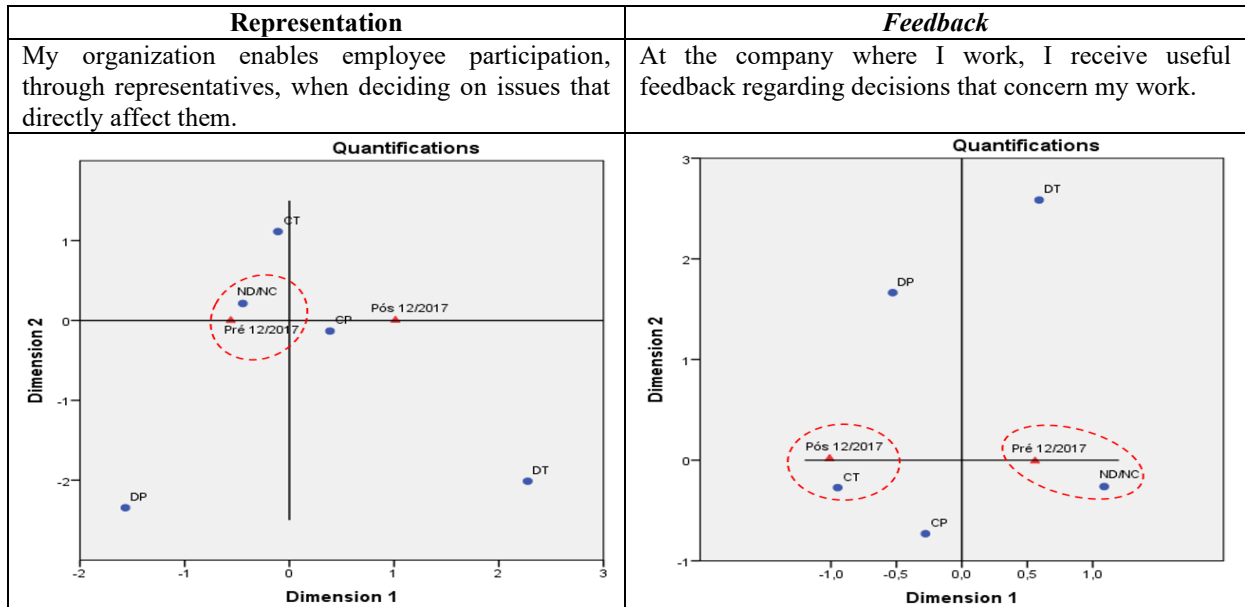 Representation
Feedback
My organization enables employee participation,
through representatives, when deciding on issues that
directly affect them.
At the company where I work, I receive useful
feedback regarding decisions that concern my work.
Quantifications
CT
1
ND/NC
Pós 12/2017
0
Pré 12/2017
CP
Dimension 2
-1
-2
DT
DP
-2
-1
0
1
2
3
Dimension 1
Quantifications
3
DT
2
DP
Dimension 2
1
Pós 12/2017
Pré 12/2017
0
CT
ND/NC
CP
-1
-1,0
-0,5
0,0
0,5
1,0
Dimension 1